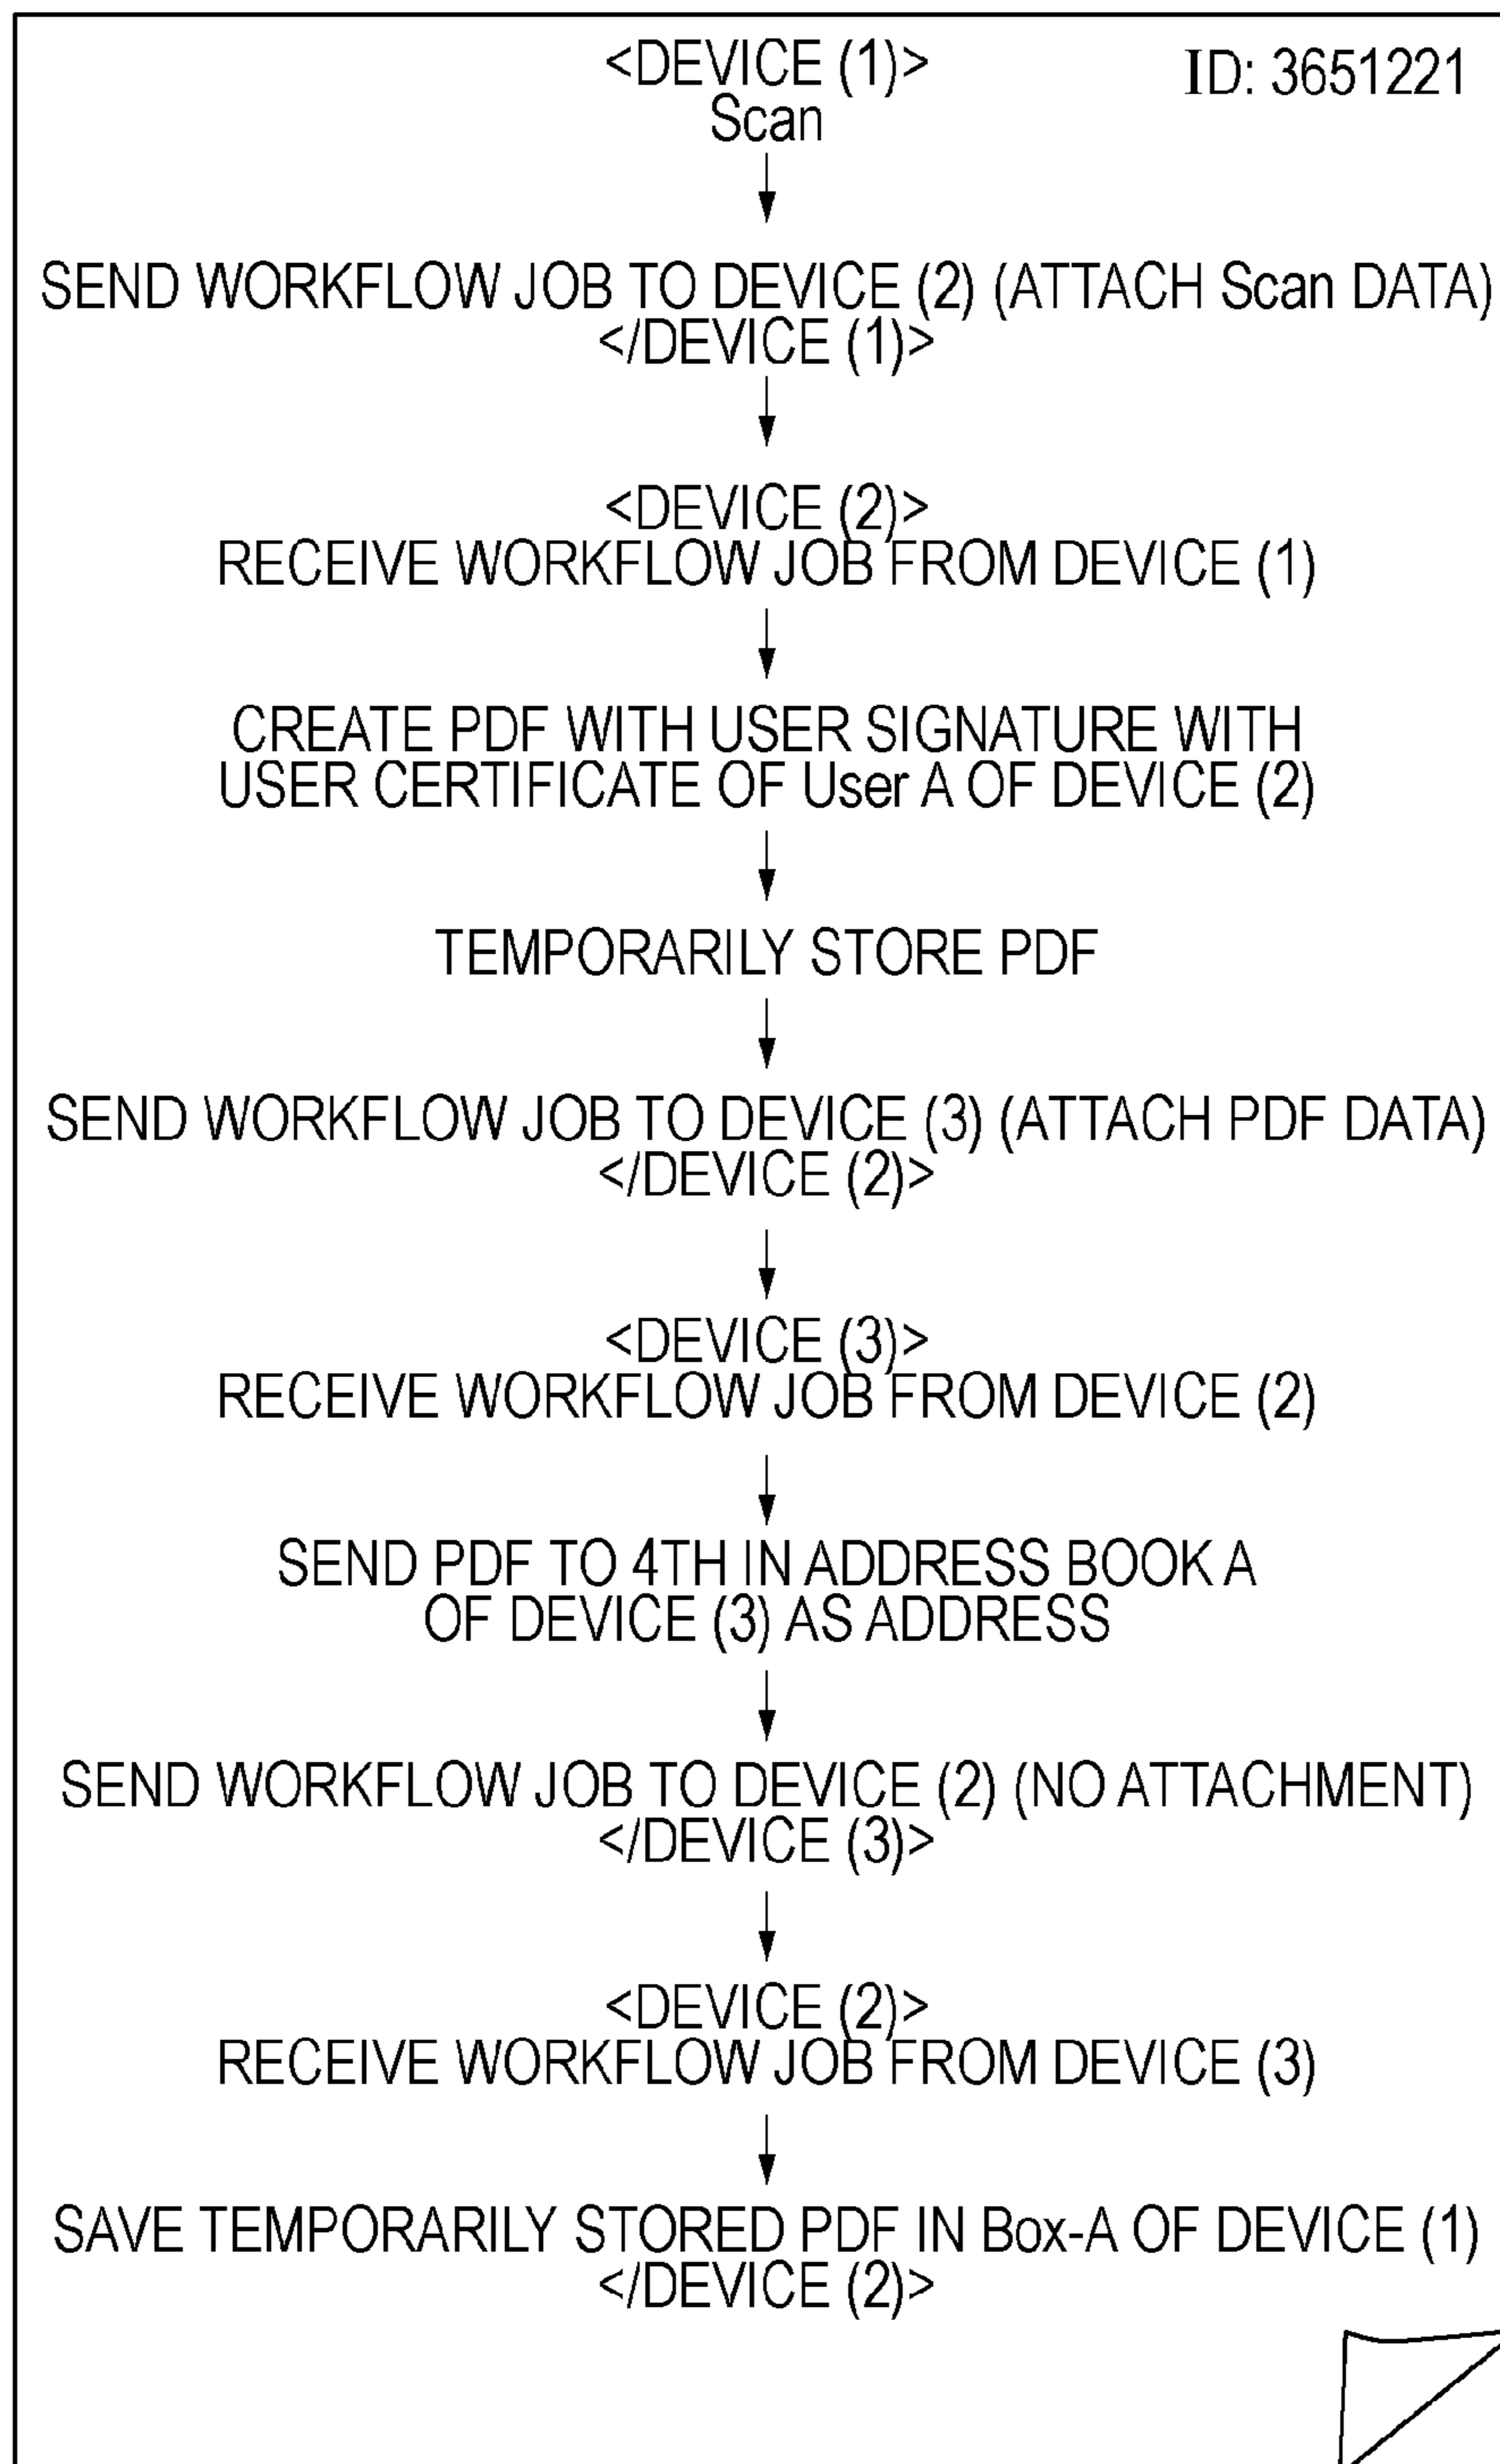 <DEVICE (1)>
ID: 3651221
Scan
SEND WORKFLOW JOB TO DEVICE (2) (ATTACH Scan DATA)
</DEVICE (1)>
<DEVICE (2)>
RECEIVE WORKFLOW JOB FROM DEVICE (1)
CREATE PDF WITH USER SIGNATURE WITH
USER CERTIFICATE OF User A OF DEVICE (2)
TEMPORARILY STORE PDF
SEND WORKFLOW JOB TO DEVICE (3) (ATTACH PDF DATA)
</DEVICE (2)>
<DEVICE (3)>
RECEIVE WORKFLOW JOB FROM DEVICE (2)
SEND PDF TO 4TH IN ADDRESS BOOK A
OF DEVICE (3) AS ADDRESS
SEND WORKFLOW JOB TO DEVICE (2) (NO ATTACHMENT)
</DEVICE (3)>
<DEVICE (2)>
RECEIVE WORKFLOW JOB FROM DEVICE (3)
SAVE TEMPORARILY STORED PDF IN Box-A OF DEVICE (1)
</DEVICE (2)>